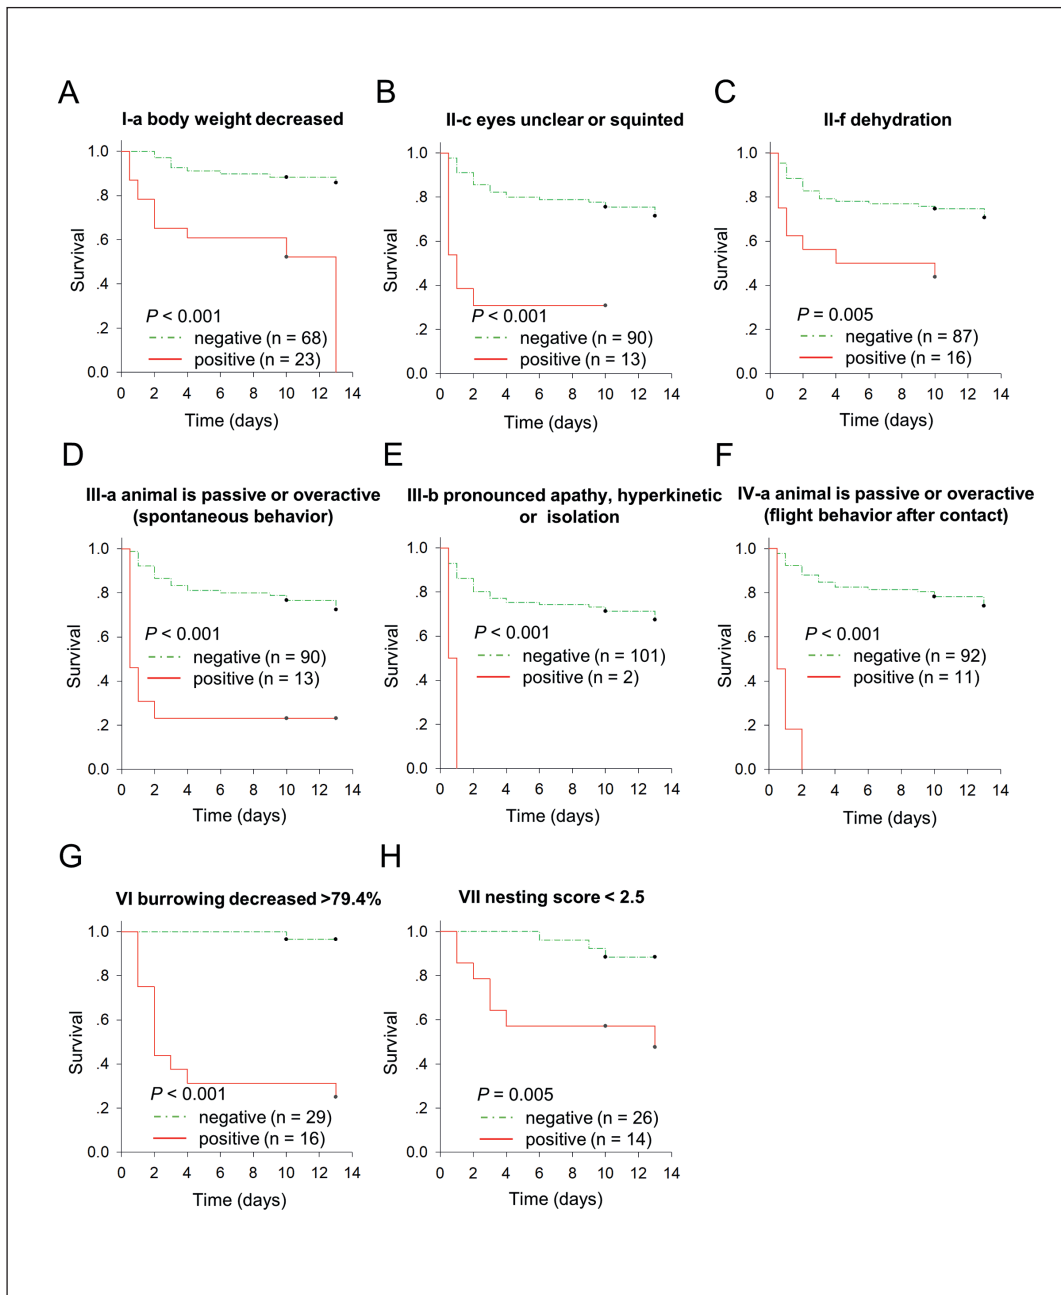 A
I-a body weight decreased
1.0
.8
.6
.4
.2
0.0
Survival
P < 0.001
negative (n = 68)
positive (n = 23)
0 2 4 6 8 10 12 14
Time (days)
B
II-c eyes unclear or squinted
1.0
.8
.6
.4
.2
0.0
Survival
P < 0.001
negative (n = 90)
positive (n = 13)
0 2 4 6 8 10 12 14
Time (days)
C
II-f dehydration
1.0
.8
.6
.4
.2
0.0
Survival
P = 0.005
negative (n = 87)
positive (n = 16)
0 2 4 6 8 10 12 14
Time (days)
D
III-a animal is passive or overactive
(spontaneous behavior)
1.0
.8
.6
.4
.2
0.0
Survival
P < 0.001
negative (n = 90)
positive (n = 13)
0 2 4 6 8 10 12 14
Time (days)
E
III-b pronounced apathy, hyperkinetic
or isolation
1.0
.8
.6
.4
.2
0.0
Survival
P < 0.001
negative (n = 101)
positive (n = 2)
0 2 4 6 8 10 12 14
Time (days)
F
IV-a animal is passive or overactive
(flight behavior after contact)
1.0
.8
.6
.4
.2
0.0
Survival
P < 0.001
negative (n = 92)
positive (n = 11)
0 2 4 6 8 10 12 14
Time (days)
G
VI burrowing decreased >79.4%
1.0
.8
.6
.4
.2
0.0
Survival
P < 0.001
negative (n = 29)
positive (n = 16)
0 2 4 6 8 10 12 14
Time (days)
H
VII nesting score < 2.5
1.0
.8
.6
.4
.2
0.0
Survival
P = 0.005
negative (n = 26)
positive (n = 14)
0 2 4 6 8 10 12 14
Time (days)